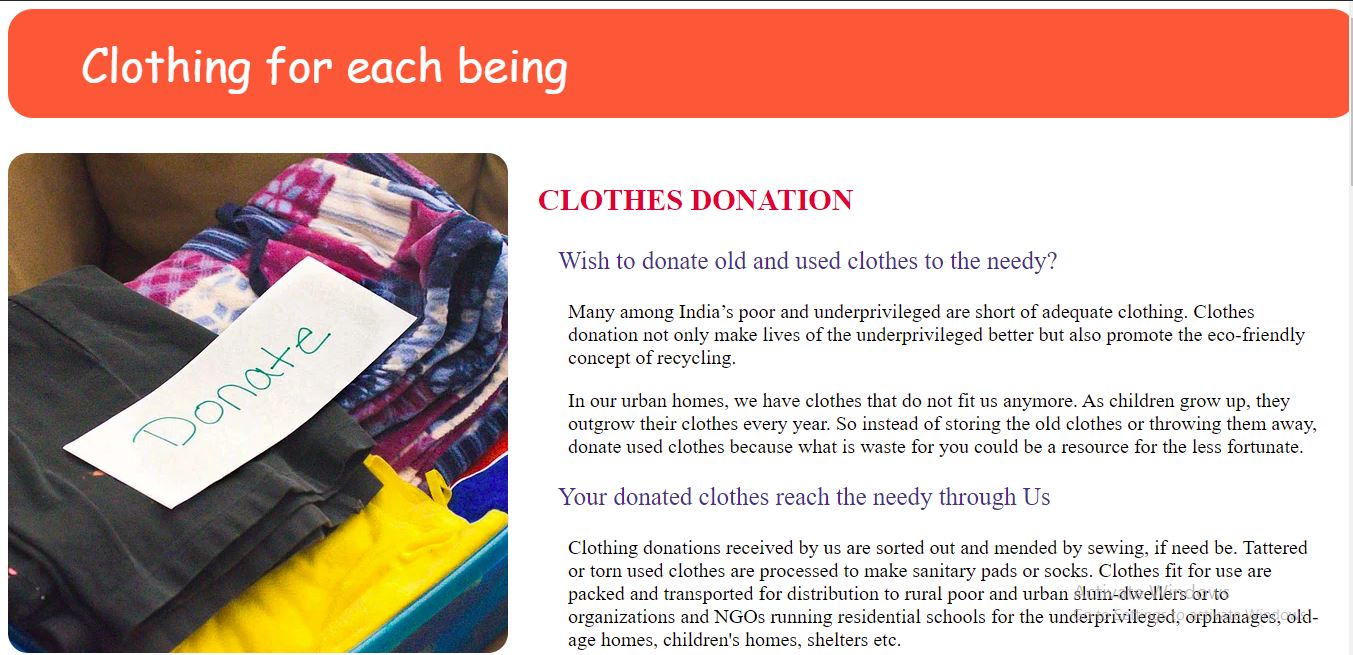 Clothing for each being
Donate
CLOTHES DONATION
Wish to donate old and used clothes to the needy?
Many among India’s poor and underprivileged are short of adequate clothing. Clothes
donation not only make lives of the underprivileged better but also promote the eco-friendly
concept of recycling.
In our urban homes, we have clothes that do not fit us anymore. As children grow up, they
outgrow their clothes every year. So instead of storing the old clothes or throwing them away,
donate used clothes because what is waste for you could be a resource for the less fortunate.
Your donated clothes reach the needy through Us
Clothing donations received by us are sorted out and mended by sewing, if need be. Tattered
or torn used clothes are processed to make sanitary pads or socks. Clothes fit for use are
packed and transported for distribution to rural poor and urban slum-dwellers or to
organizations and NGOs running residential schools for the underprivileged, orphanages, old-
age homes, children's homes, shelters etc.
Activate Windows
Go to Settings to activate Windows.